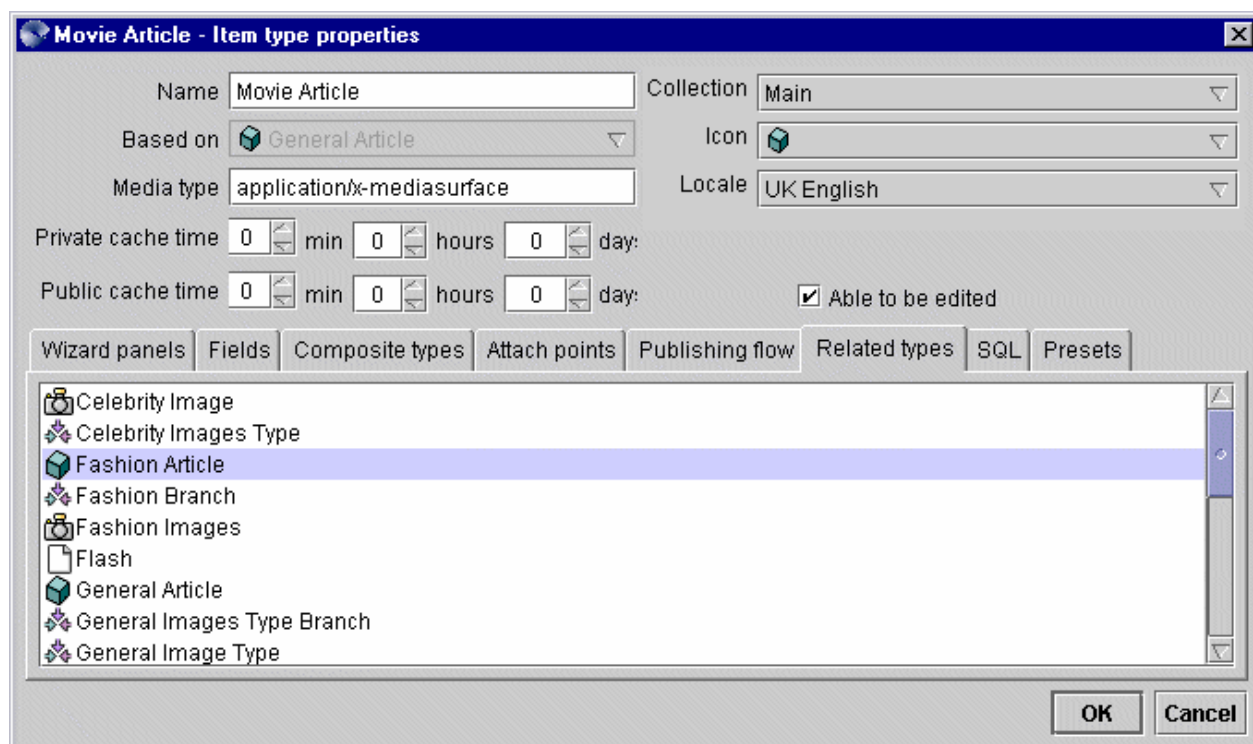 Movie Article - Item type properties
Name Movie Article Collection Main
Based on General Article Icon
Media type application/x-mediasurface Locale UK English
Private cache time 0 min 0 hours 0 day:
Public cache time 0 min 0 hours 0 day: Able to be edited
Wizard panels Fields Composite types Attach points Publishing flow Related types SQL Presets
Celebrity Image
Celebrity Images Type
Fashion Article
Fashion Branch
Fashion Images
Flash
General Article
General Images Type Branch
General Image Type
OK Cancel